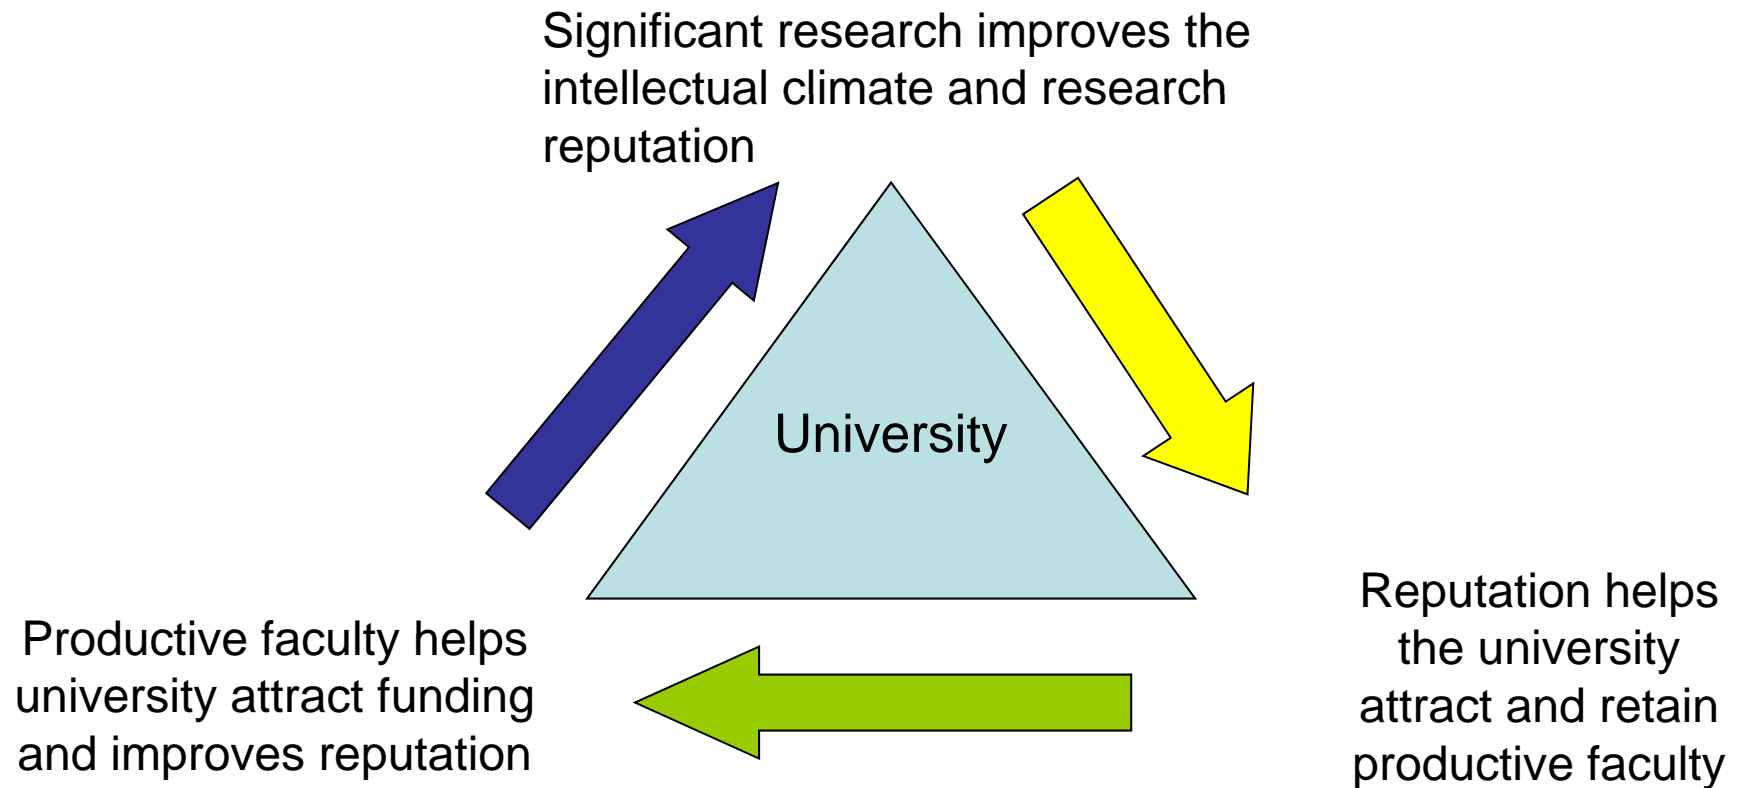 Significant research improves the
intellectual climate and research
reputation
University
Productive faculty helps
university attract funding
and improves reputation
Reputation helps
the university
attract and retain
productive faculty